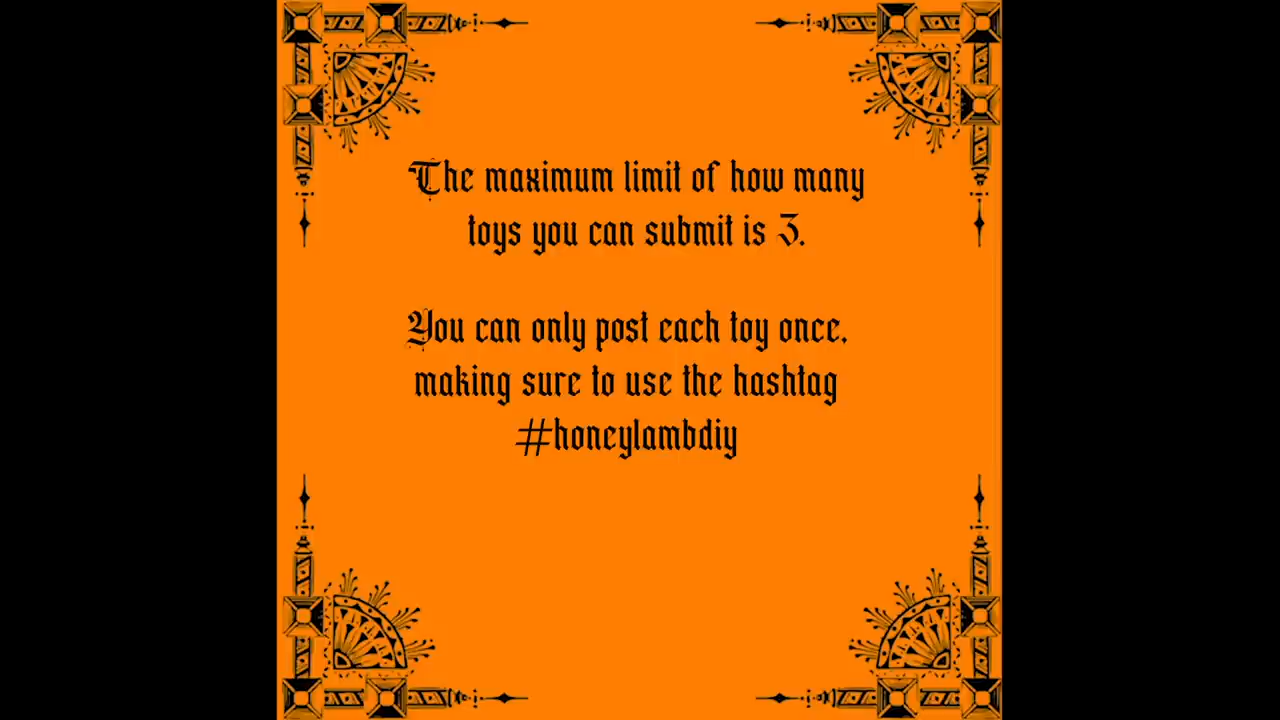 The maximum limit of how many
toys you can submit is 3.
You can only post each toy once,
making sure to use the hashtag
#honeylambdiy